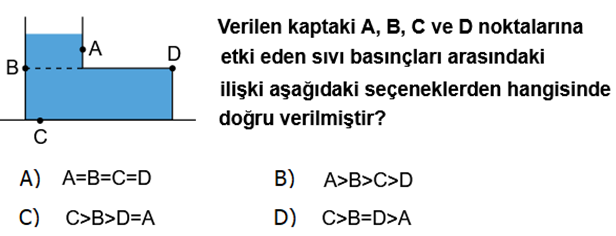 A
B
D
C
Verilen kaptaki A, B, C ve D noktalarına
etki eden sıvı basınçları arasındaki
ilişki aşağıdaki seçeneklerden hangisinde
doğru verilmiştir?
A) A=B=C=D
B) A>B>C>D
C) C>B>D=A
D) C>B=D>A